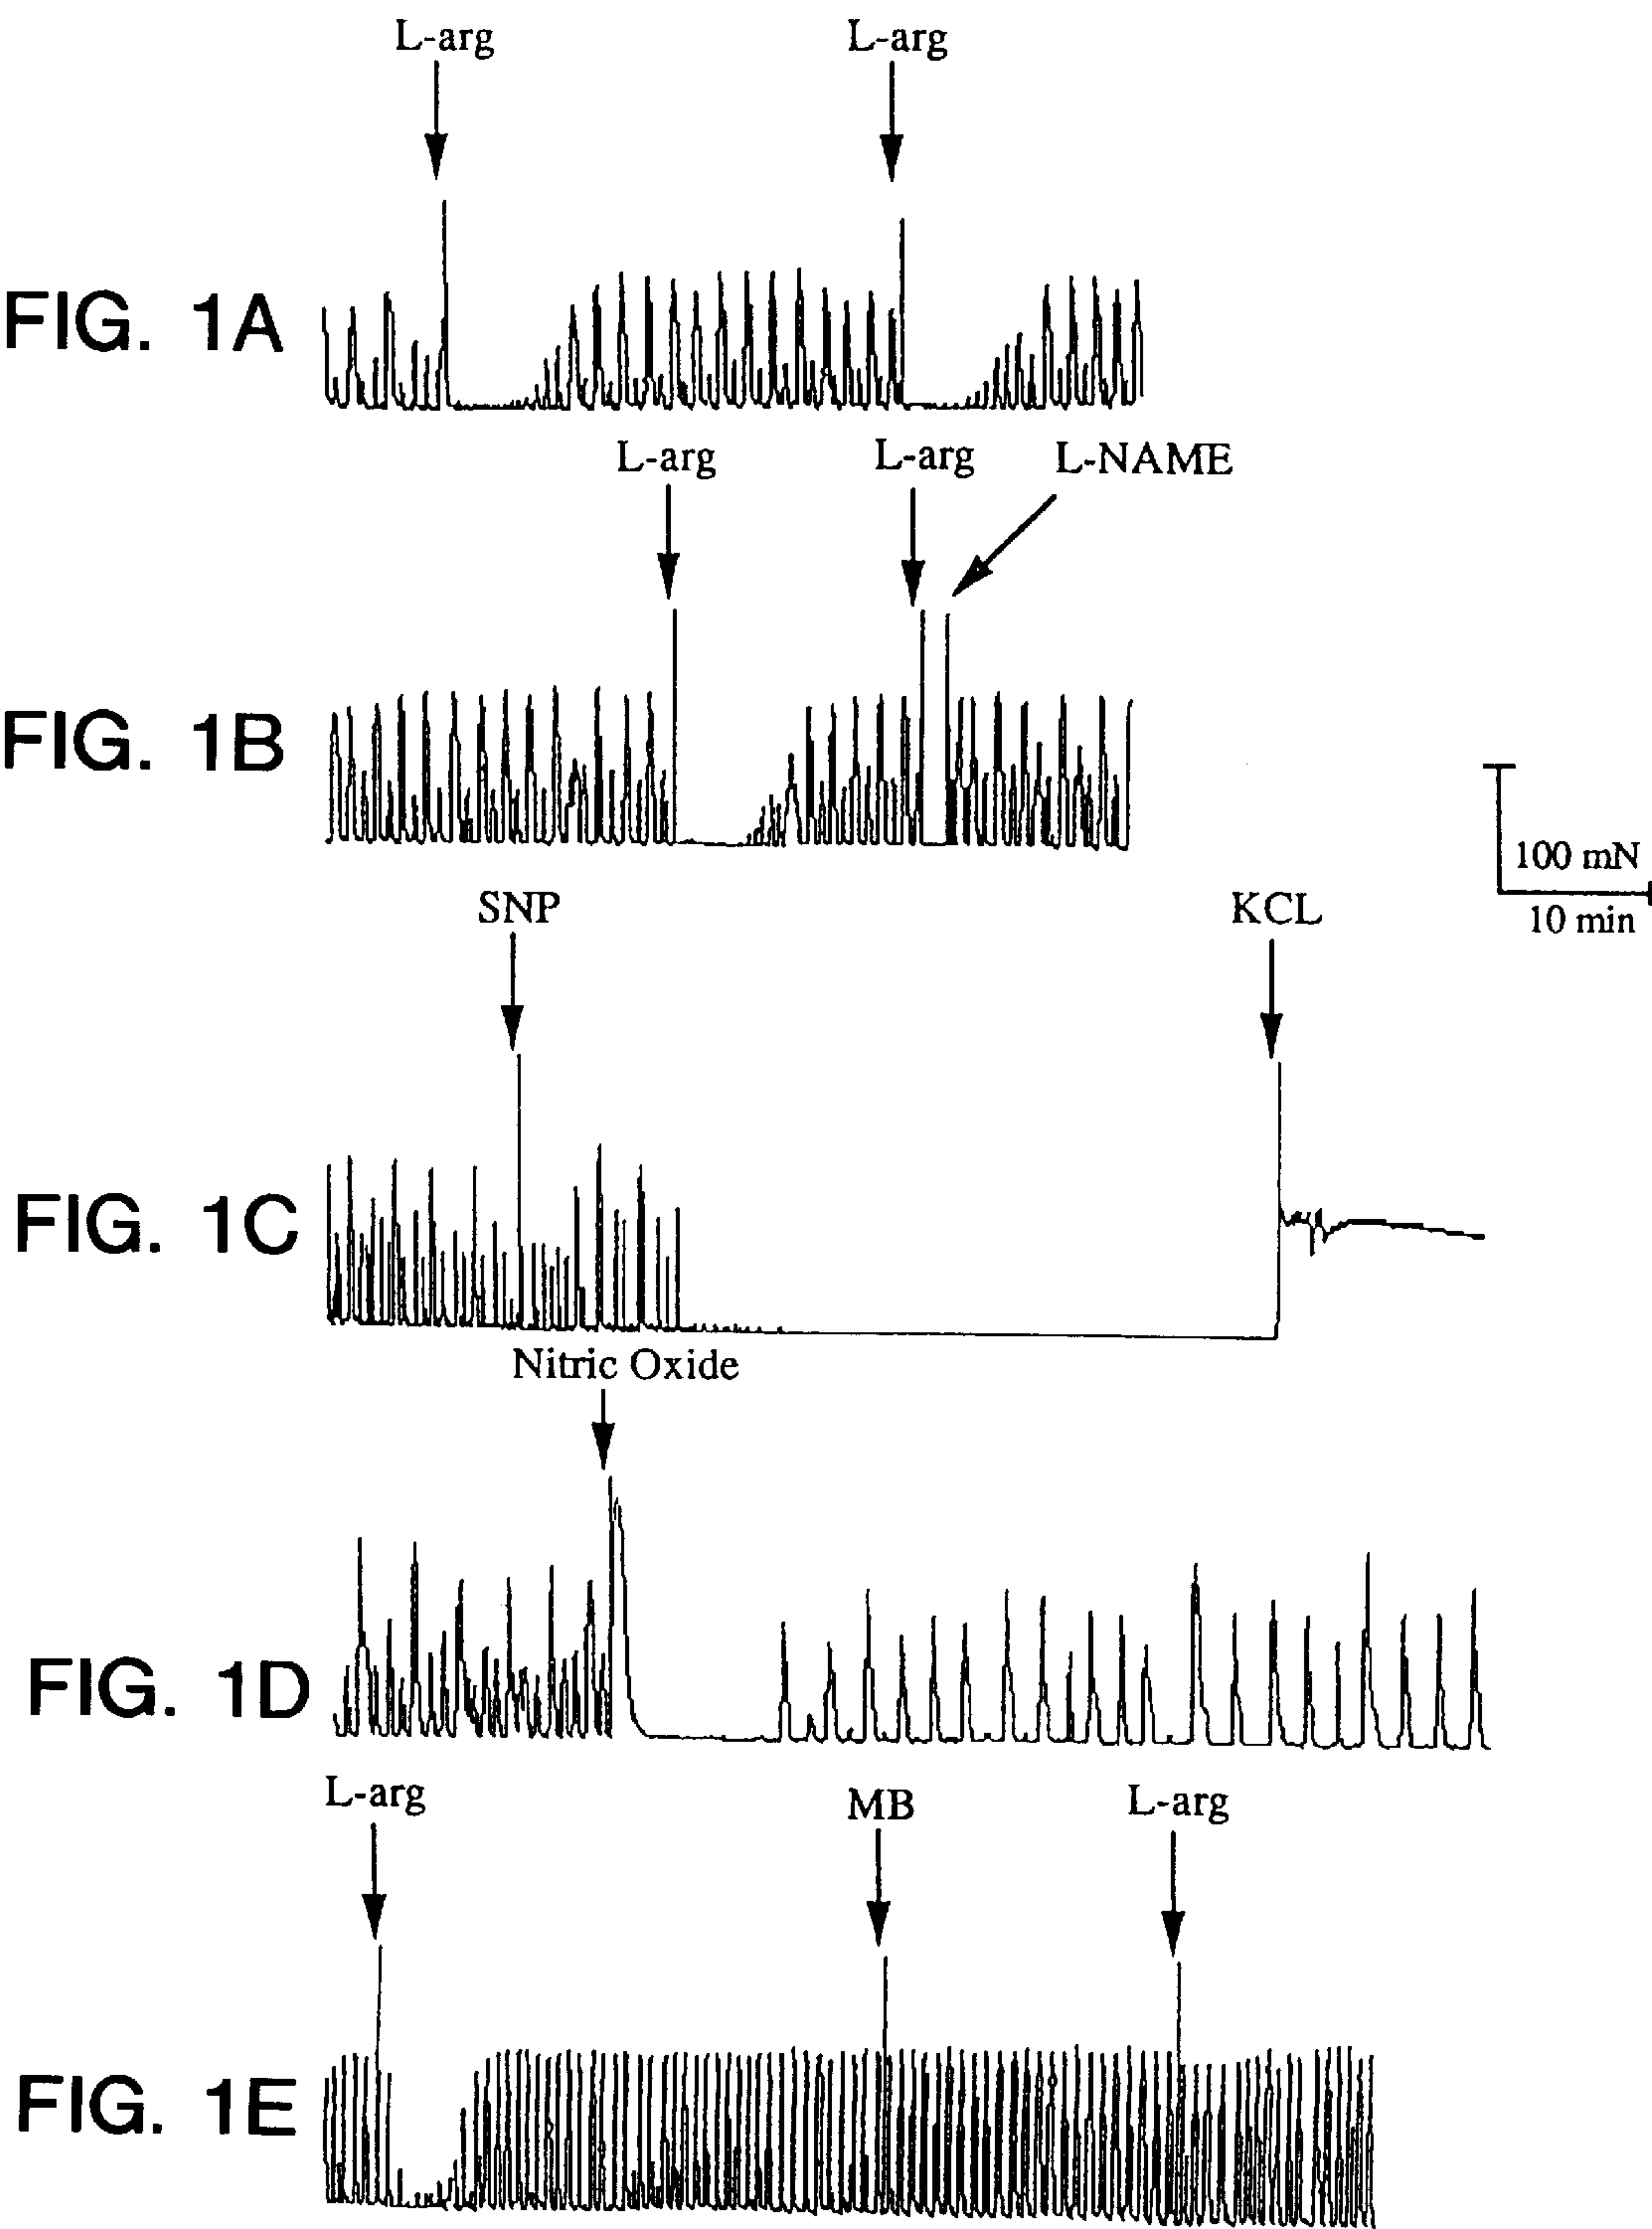 L-arg L-arg
FIG. 1A
L-arg L-arg L-NAME
FIG. 1B
100 mN
10 min
SNP KCL
FIG. 1C
Nitric Oxide
FIG. 1D
L-arg MB L-arg
FIG. 1E